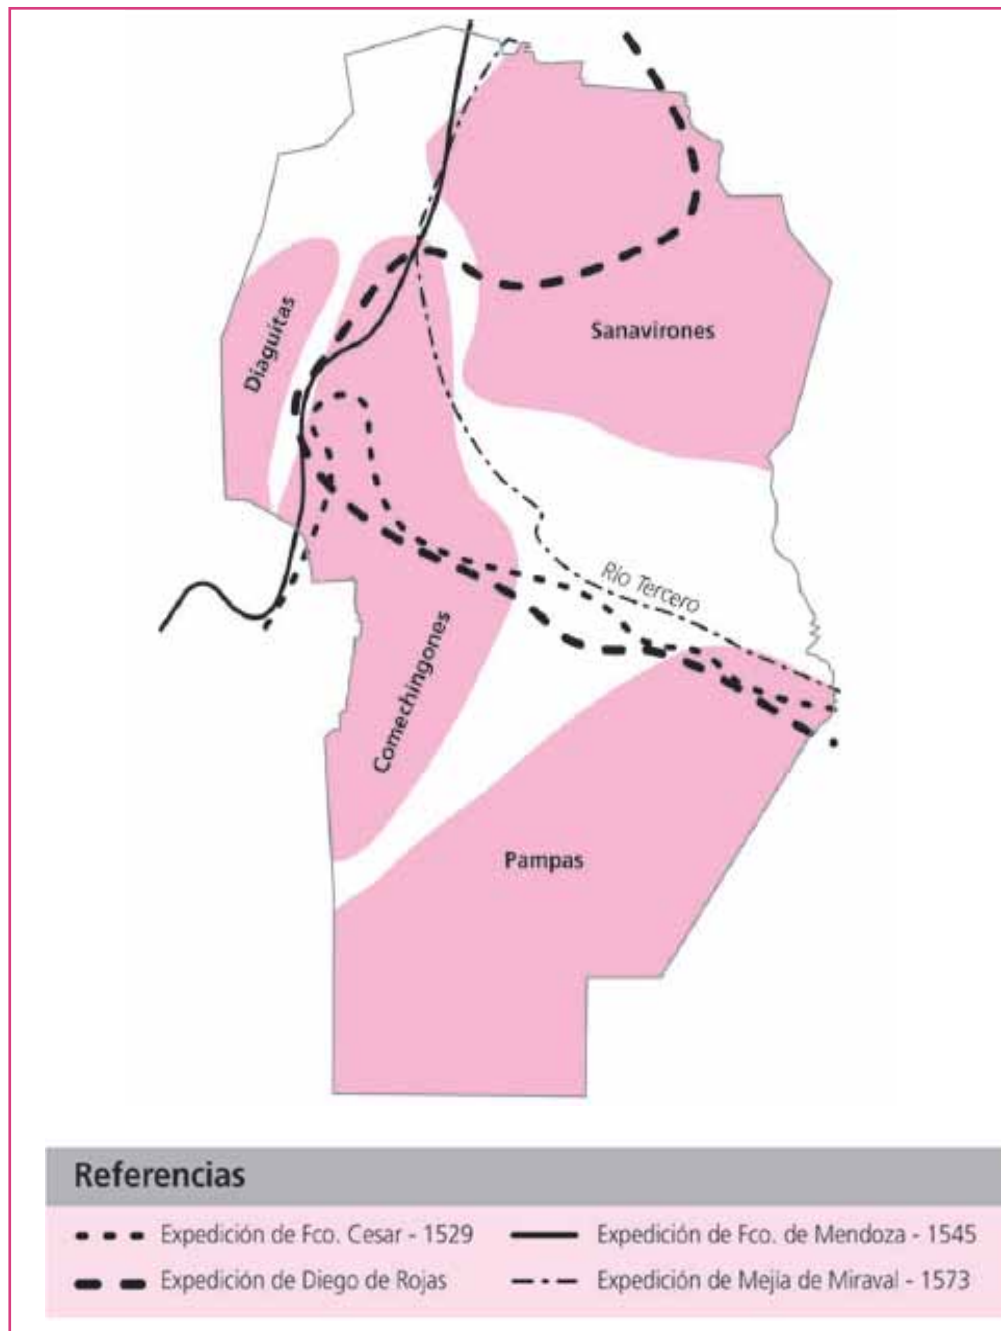 Sanavirones
Diaguitas
Río Tercero
Comechingones
Pampas
Referencias
Expedición de Fco. Cesar - 1529
Expedición de Fco. de Mendoza - 1545
Expedición de Diego de Rojas
Expedición de Mejía de Miraval - 1573